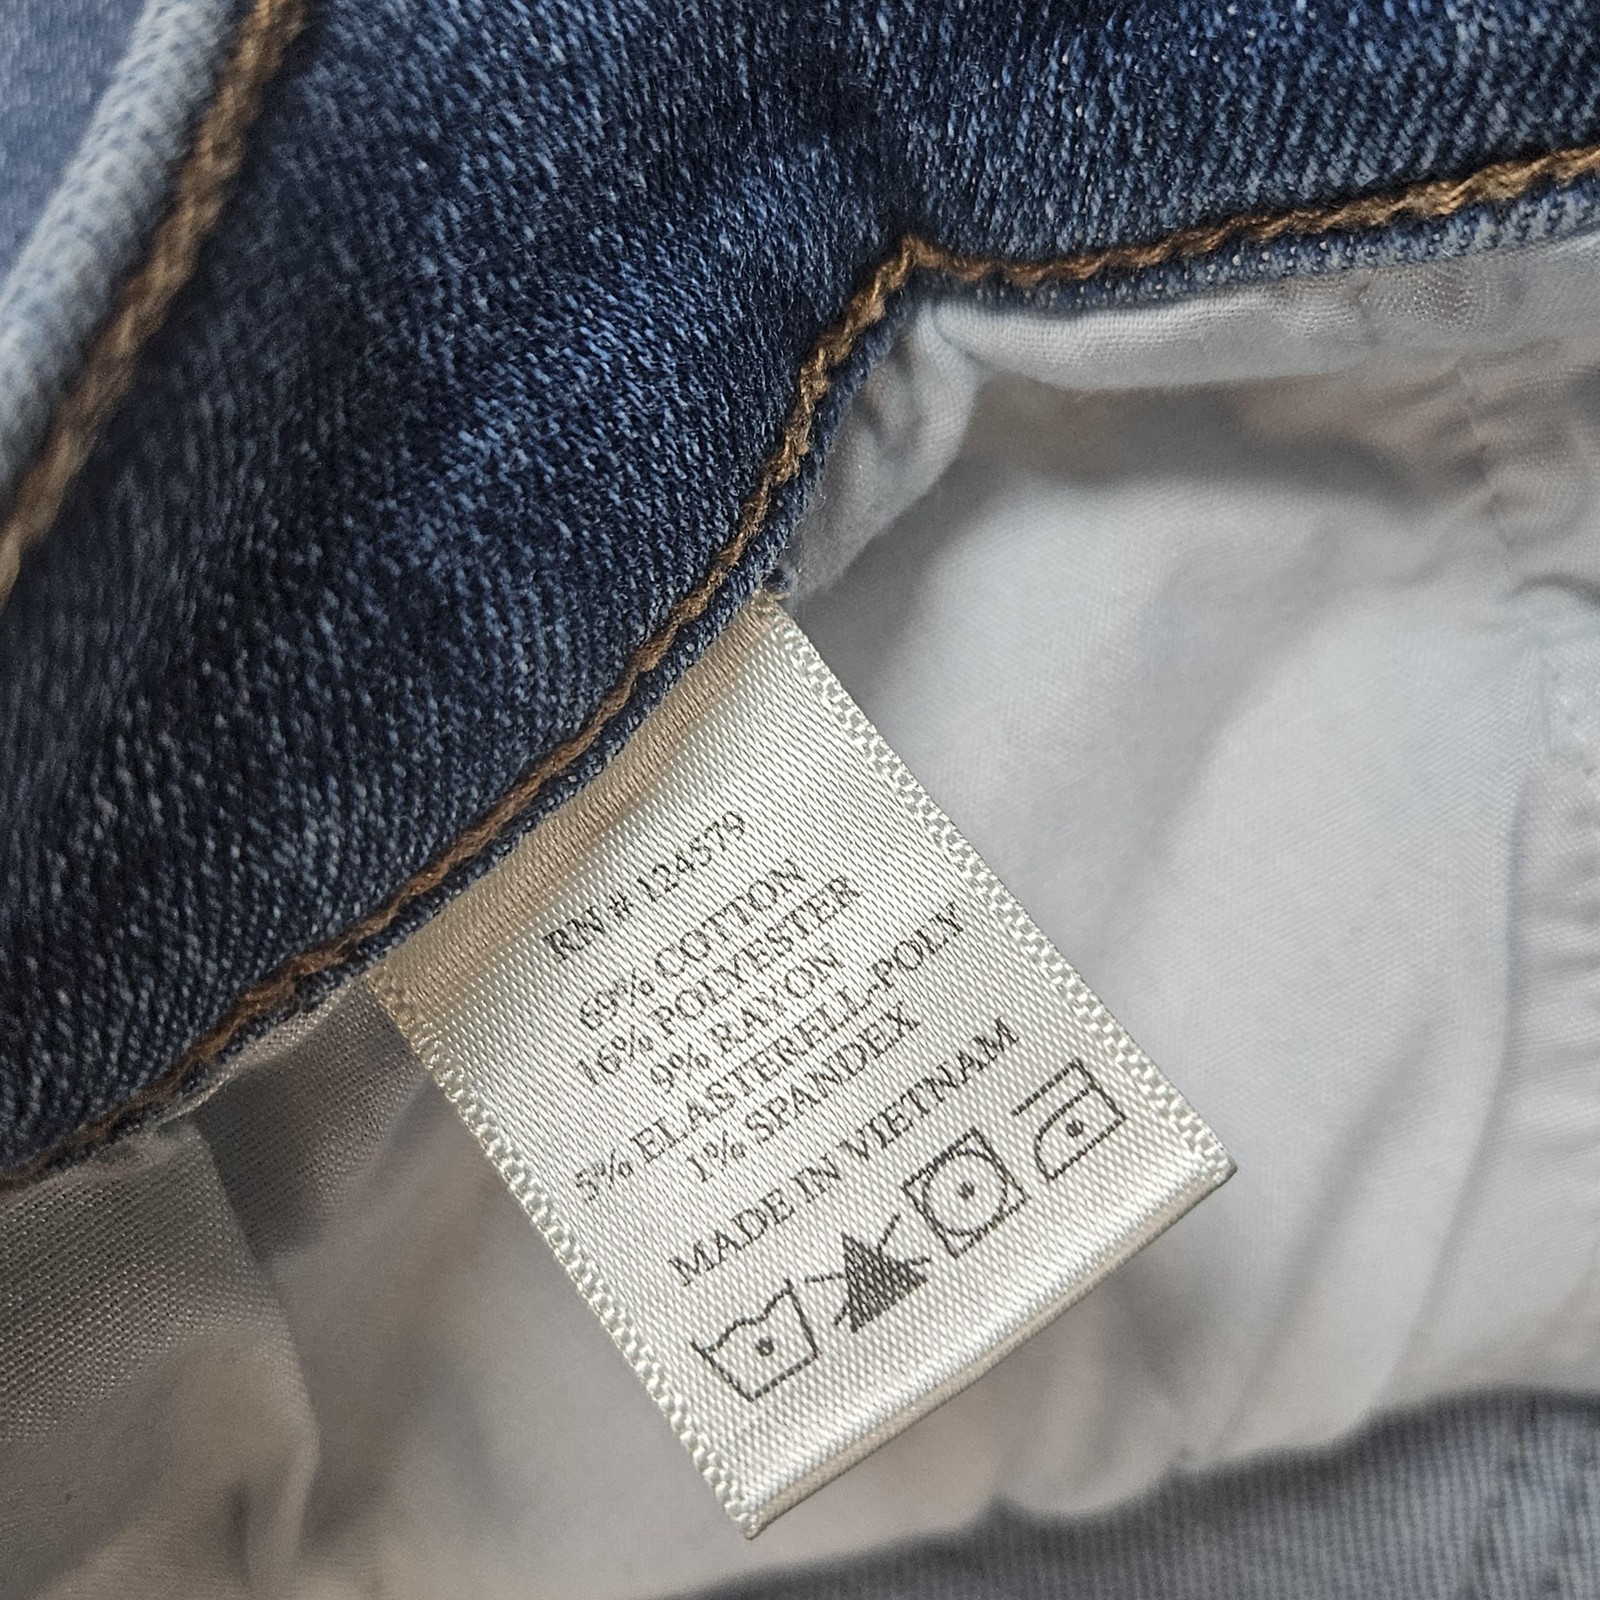 RN # 124579
69% COTTON
16% POLYESTER
9% RAYON
5% ELASTERELL-POLY
1% SPANDEX
MADE IN VIETNAM